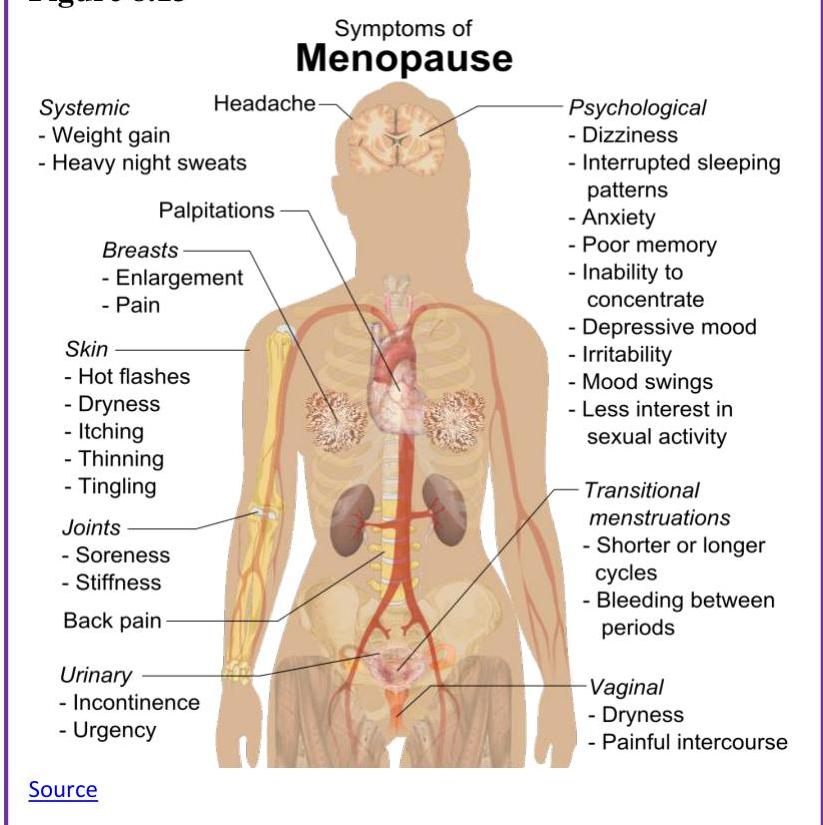 Symptoms of
Menopause
Systemic
- Weight gain
- Heavy night sweats
Headache
Palpitations
Breasts
- Enlargement
- Pain
Skin
- Hot flashes
- Dryness
- Itching
- Thinning
- Tingling
Joints
- Soreness
- Stiffness
Back pain
Urinary
- Incontinence
- Urgency
Psychological
- Dizziness
- Interrupted sleeping
patterns
- Anxiety
- Poor memory
- Inability to
concentrate
- Depressive mood
- Irritability
- Mood swings
- Less interest in
sexual activity
Transitional
menstruations
- Shorter or longer
cycles
- Bleeding between
periods
Vaginal
- Dryness
- Painful intercourse
Source